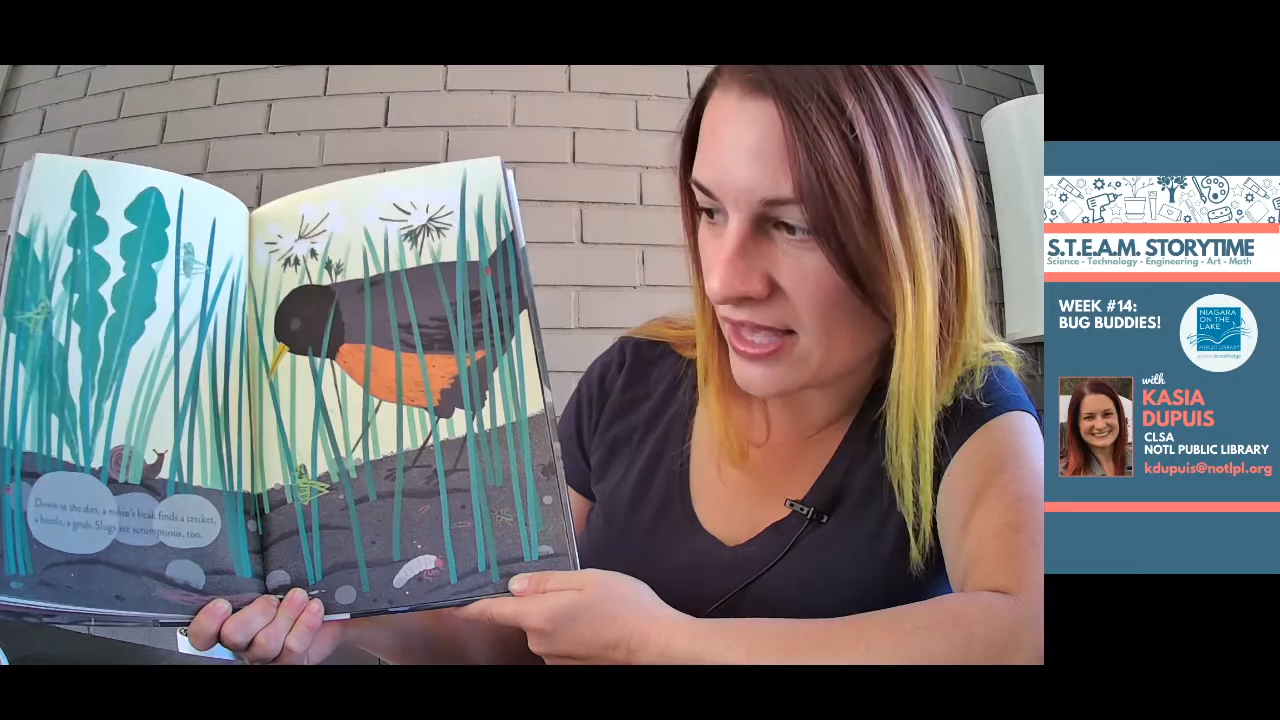 Down in the dirt, a robin's beak finds a cricket,
a beetle, a grub. Slugs are scrumptious, too.
S.T.E.A.M. STORYTIME
Science - Technology - Engineering - Art - Math
WEEK #14:
BUG BUDDIES!
NIAGARA
ON THE
LAKE
PUBLIC LIBRARY
with
KASIA
DUPUIS
CLSA
NOTL PUBLIC LIBRARY
kdupuis@notlpl.org